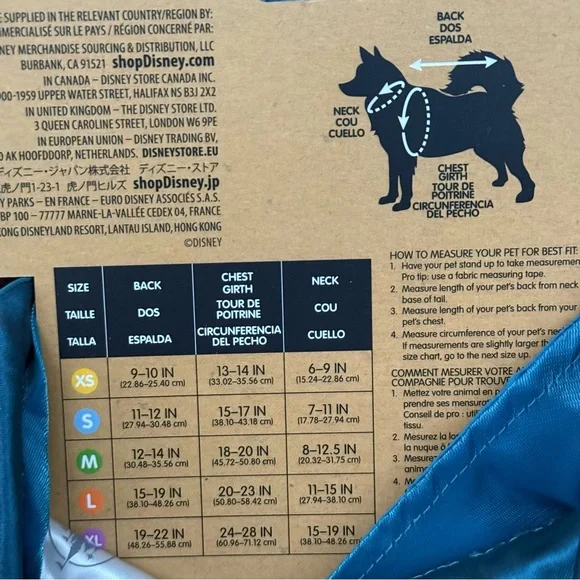 SUPPLIED IN THE RELEVANT COUNTRY/REGION BY:
SUR LE PAYS / RÉGION CONCERNÉ PAR:
MERCHANDISE SOURCING & DISTRIBUTION, LLC
BURBANK, CA 91521 shopDisney.com
IN CANADA – DISNEY STORE CANADA INC.
1959 UPPER WATER STREET, HALIFAX NS B3J 2X2
IN UNITED KINGDOM – THE DISNEY STORE LTD.
3 QUEEN CAROLINE STREET, LONDON W6 9PE
IN EUROPEAN UNION – DISNEY TRADING BV,
HOOFDDORP, NETHERLANDS. DISNEYSTORE.EU
ディズニー・ジャパン株式会社 ディズニー・ストア
虎ノ門1-23-1 虎ノ門ヒルズ shopDisney.jp
PARKS – EN FRANCE – EURO DISNEY ASSOCIÉS S.A.S.
BP 100 – 77777 MARNE-LA-VALLÉE CEDEX 04, FRANCE
DISNEYLAND RESORT, LANTAU ISLAND, HONG KONG
©DISNEY
BACK
DOS
ESPALDA
NECK
COU
CUELLO
CHEST
GIRTH
TOUR DE
POITRINE
CIRCUNFERENCIA
DEL PECHO
SIZE
TAILLE
TALLA
BACK
DOS
ESPALDA
CHEST
GIRTH
TOUR DE
POITRINE
CIRCUNFERENCIA
DEL PECHO
NECK
COU
CUELLO
XS 9–10 IN 13–14 IN 6–9 IN
(22.86–25.40 cm) (33.02–35.56 cm) (15.24–22.86 cm)
S 11–12 IN 15–17 IN 7–11 IN
(27.94–30.48 cm) (38.10–43.18 cm) (17.78–27.94 cm)
M 12–14 IN 18–20 IN 8–12.5 IN
(30.48–35.56 cm) (45.72–50.80 cm) (20.32–31.75 cm)
L 15–19 IN 20–23 IN 11–15 IN
(38.10–48.26 cm) (50.80–58.42 cm) (27.94–38.10 cm)
XL 19–22 IN 24–28 IN 15–19 IN
(48.26–55.88 cm) (60.96–71.12 cm) (38.10–48.26 cm)
HOW TO MEASURE YOUR PET FOR BEST FIT:
1. Have your pet stand up to take
Pro tip: use a fabric measuring tape.
2. Measure length of your pet's back from neck
base of tail.
3. Measure length of your pet's back from your
pet's chest.
4. Measure circumference of your pet's
If measurements are slightly larger
size chart, go to the next size up.
COMMENT MESURER VOTRE
COMPAGNIE POUR
1. Mettez votre animal en
prendre ses
Conseil de pro :
tissu.
2. Mesurez la
la nuque à
3.
4.